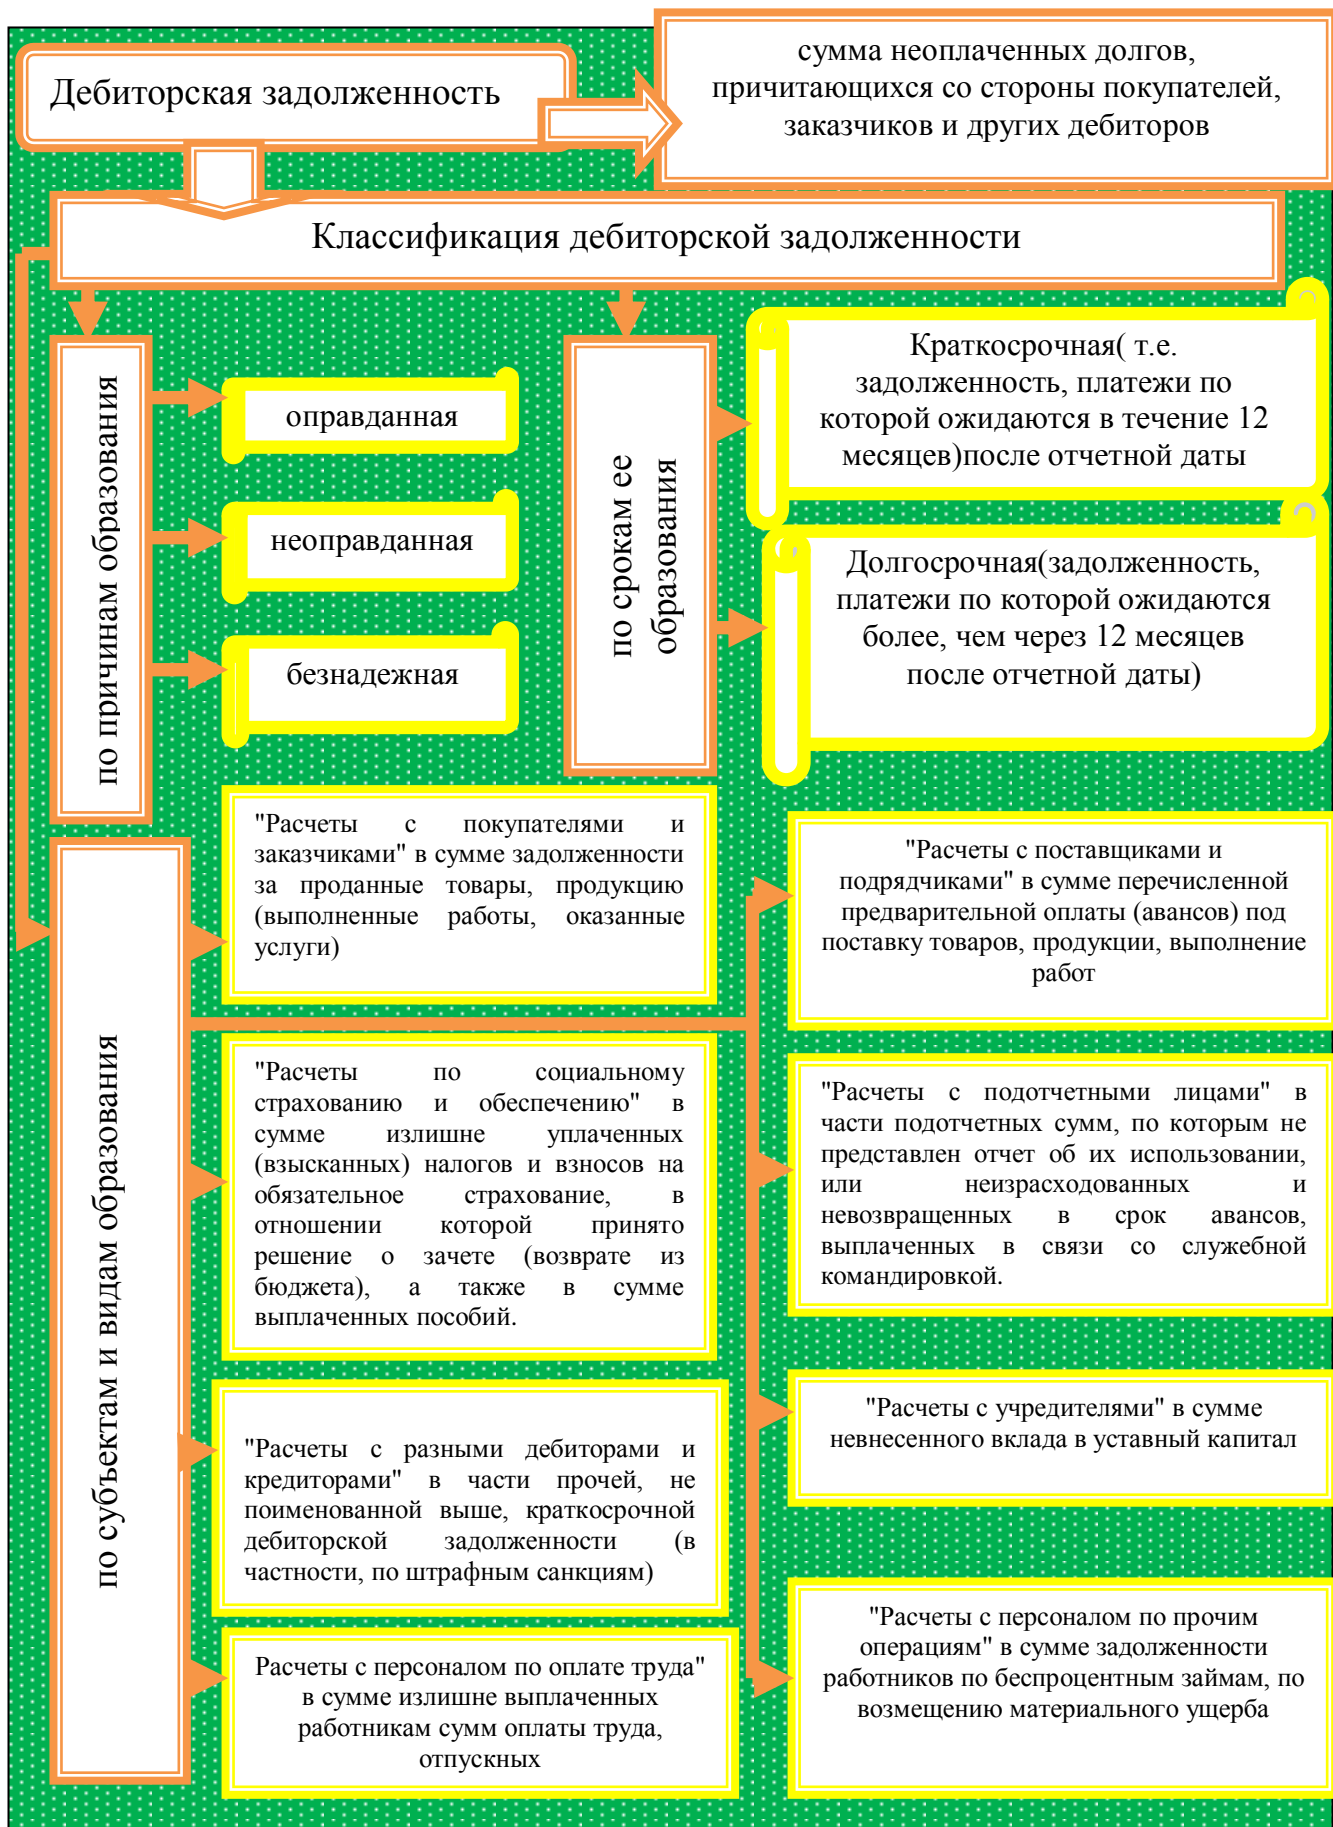 Дебиторская задолженность
сумма неоплаченных долгов,
причитающихся со стороны покупателей,
заказчиков и других дебиторов
Классификация дебиторской задолженности
по причинам образования
оправданная
неоправданная
безнадежная
по срокам ее
образования
Краткосрочная( т.е.
задолженность, платежи по
которой ожидаются в течение 12
месяцев)после отчетной даты
Долгосрочная(задолженность,
платежи по которой ожидаются
более, чем через 12 месяцев
после отчетной даты)
по субъектам и видам образования
"Расчеты с покупателями и
заказчиками" в сумме задолженности
за проданные товары, продукцию
(выполненные работы, оказанные
услуги)
"Расчеты с поставщиками и
подрядчиками" в сумме перечисленной
предварительной оплаты (авансов) под
поставку товаров, продукции, выполнение
работ
"Расчеты по социальному
страхованию и обеспечению" в
сумме излишне уплаченных
(взысканных) налогов и взносов на
обязательное страхование, в
отношении которой принято
решение о зачете (возврате из
бюджета), а также в сумме
выплаченных пособий.
"Расчеты с подотчетными лицами" в
части подотчетных сумм, по которым не
представлен отчет об их использовании,
или неизрасходованных и
невозвращенных в срок авансов,
выплаченных в связи со служебной
командировкой.
"Расчеты с разными дебиторами и
кредиторами" в части прочей, не
поименованной выше, краткосрочной
дебиторской задолженности (в
частности, по штрафным санкциям)
"Расчеты с учредителями" в сумме
невнесенного вклада в уставный капитал
Расчеты с персоналом по оплате труда"
в сумме излишне выплаченных
работникам сумм оплаты труда,
отпускных
"Расчеты с персоналом по прочим
операциям" в сумме задолженности
работников по беспроцентным займам, по
возмещению материального ущерба